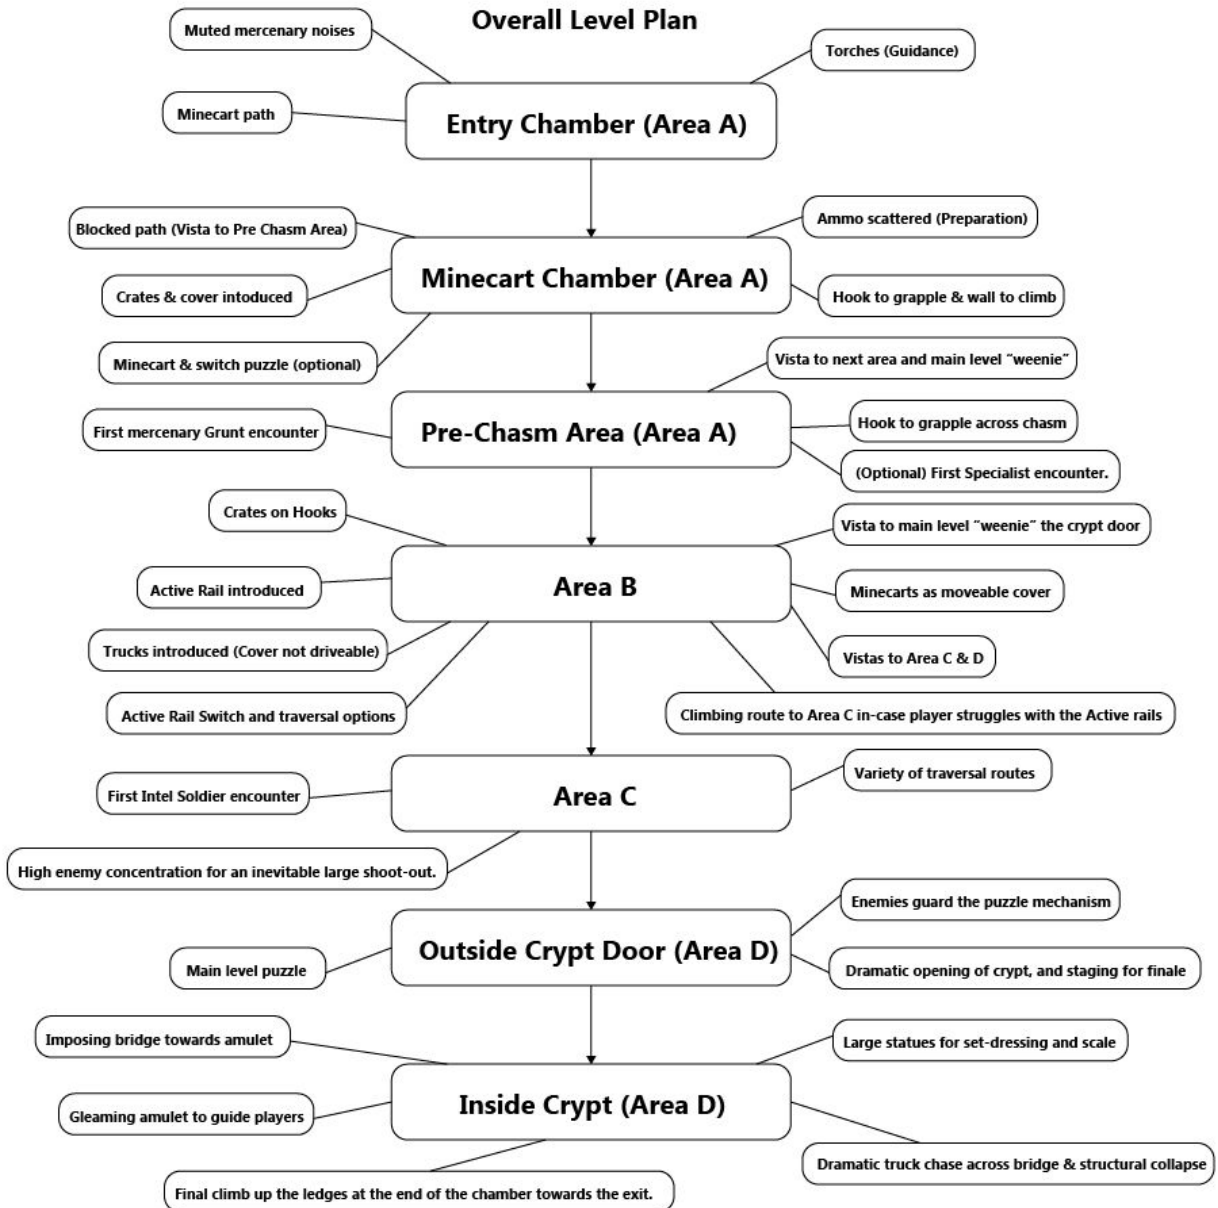 Overall Level Plan
Muted mercenary noises
Torches (Guidance)
Minecart path
Entry Chamber (Area A)
Blocked path (Vista to Pre Chasm Area)
Ammo scattered (Preparation)
Minecart Chamber (Area A)
Crates & cover intoduced
Hook to grapple & wall to climb
Minecart & switch puzzle (optional)
Vista to next area and main level “weenie”
First mercenary Grunt encounter
Pre-Chasm Area (Area A)
Hook to grapple across chasm
(Optional) First Specialist encounter.
Crates on Hooks
Vista to main level “weenie” the crypt door
Active Rail introduced
Area B
Minecarts as moveable cover
Trucks introduced (Cover not driveable)
Vistas to Area C & D
Active Rail Switch and traversal options
Climbing route to Area C in-case player struggles with the Active rails
First Intel Soldier encounter
Area C
Variety of traversal routes
High enemy concentration for an inevitable large shoot-out.
Enemies guard the puzzle mechanism
Outside Crypt Door (Area D)
Main level puzzle
Dramatic opening of crypt, and staging for finale
Imposing bridge towards amulet
Large statues for set-dressing and scale
Inside Crypt (Area D)
Gleaming amulet to guide players
Dramatic truck chase across bridge & structural collapse
Final climb up the ledges at the end of the chamber towards the exit.